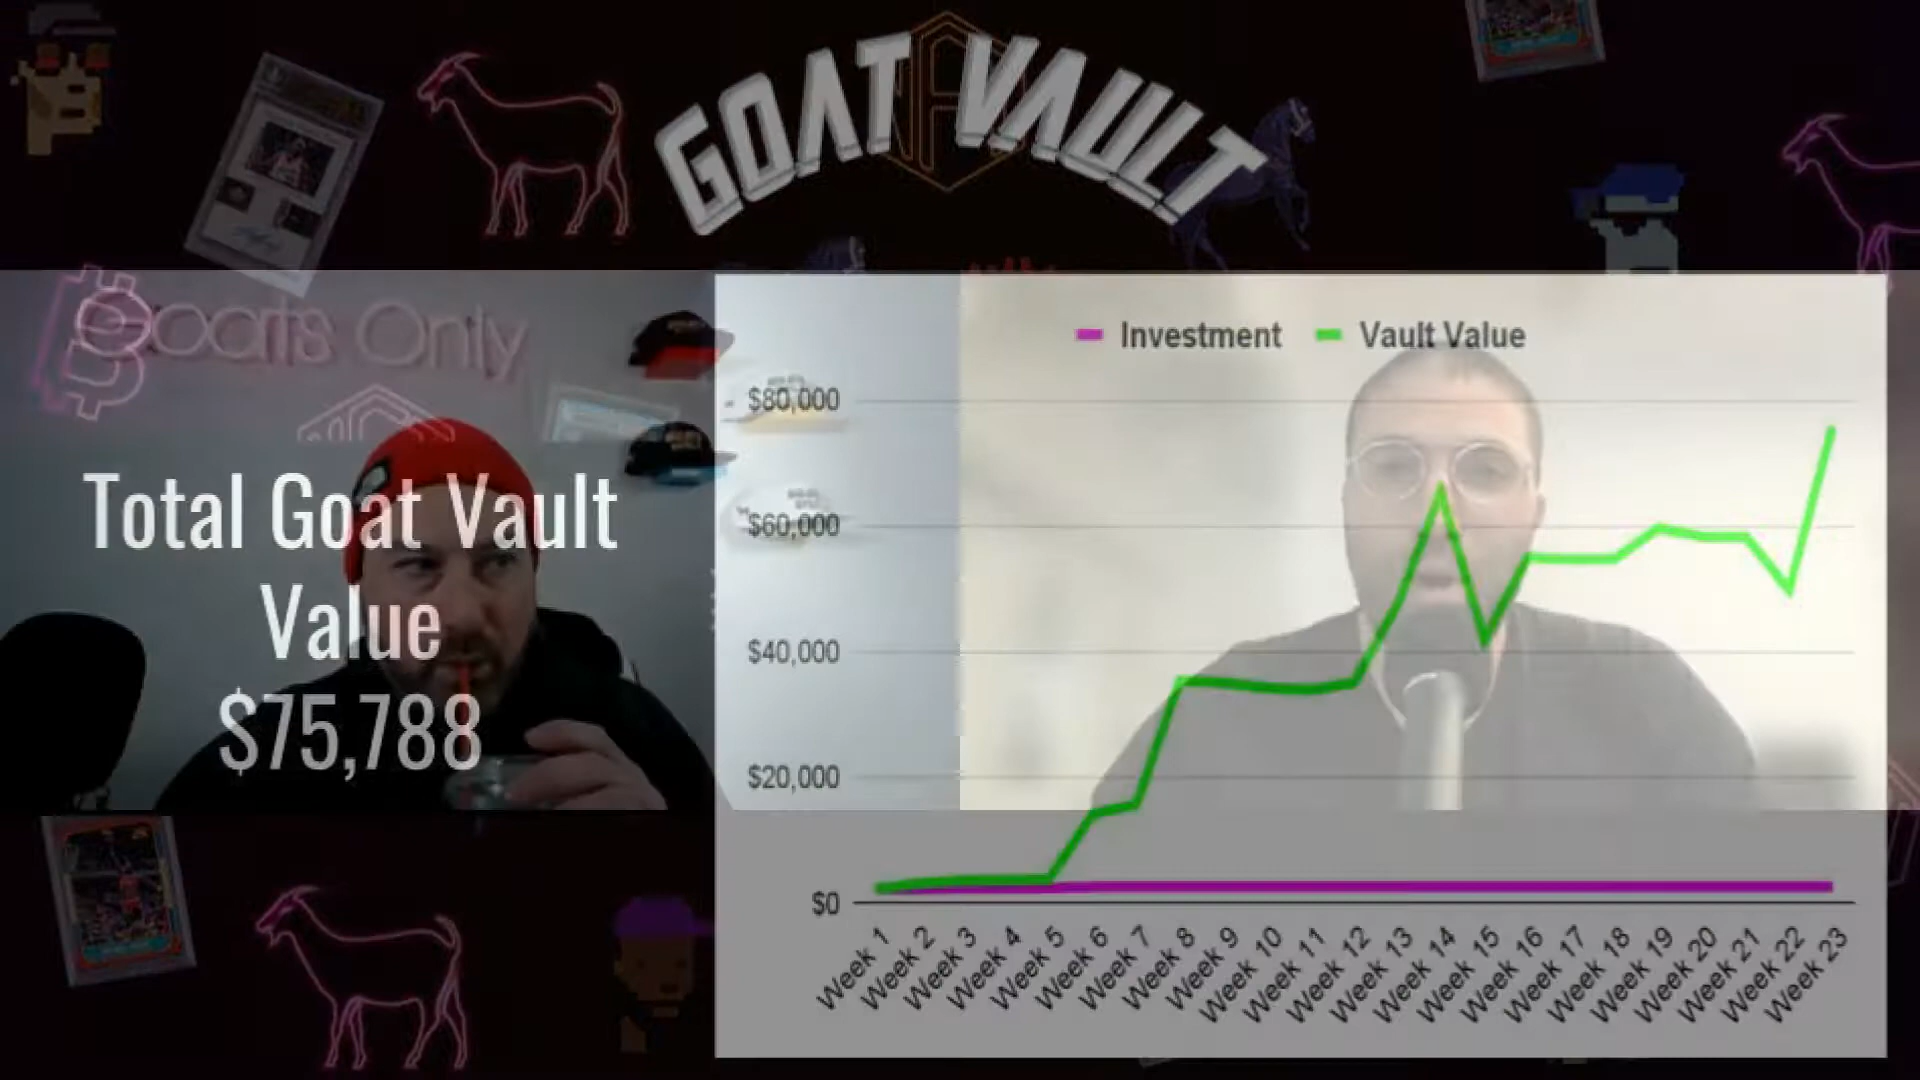 GOAT VAULT
Only
Investment
Vault Value
Total Goat Vault
Value
$75,788
$80,000
$60,000
$40,000
$20,000
$0
Week 1
Week 2
Week 3
Week 4
Week 5
Week 6
Week 7
Week 8
Week 9
Week 10
Week 11
Week 12
Week 13
Week 14
Week 15
Week 16
Week 17
Week 18
Week 19
Week 20
Week 21
Week 22
Week 23